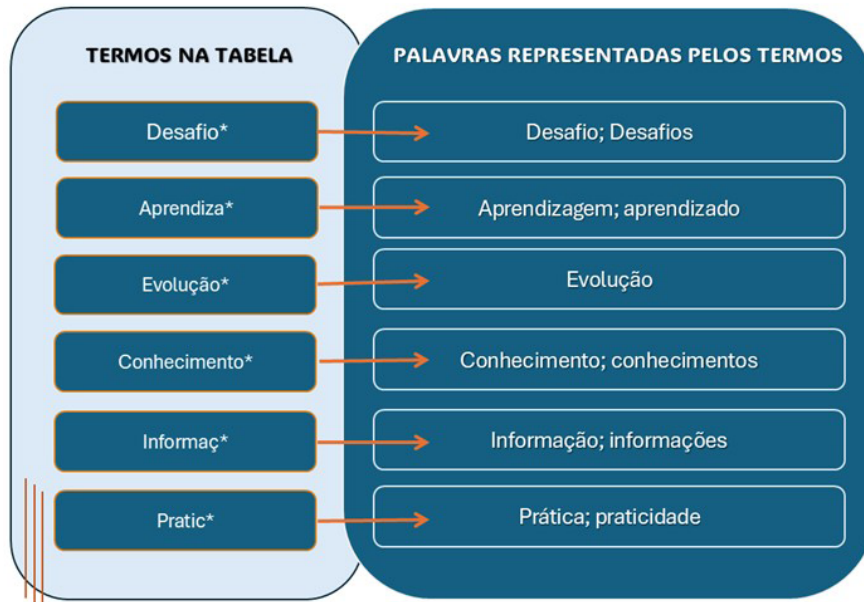 TERMOS NA TABELA
PALAVRAS REPRESENTADAS PELOS TERMOS
Desafio*
Desafio; Desafios
Aprendiza*
Aprendizagem; aprendizado
Evolução*
Evolução
Conhecimento*
Conhecimento; conhecimentos
Informaç*
Informação; informações
Pratic*
Prática; praticidade